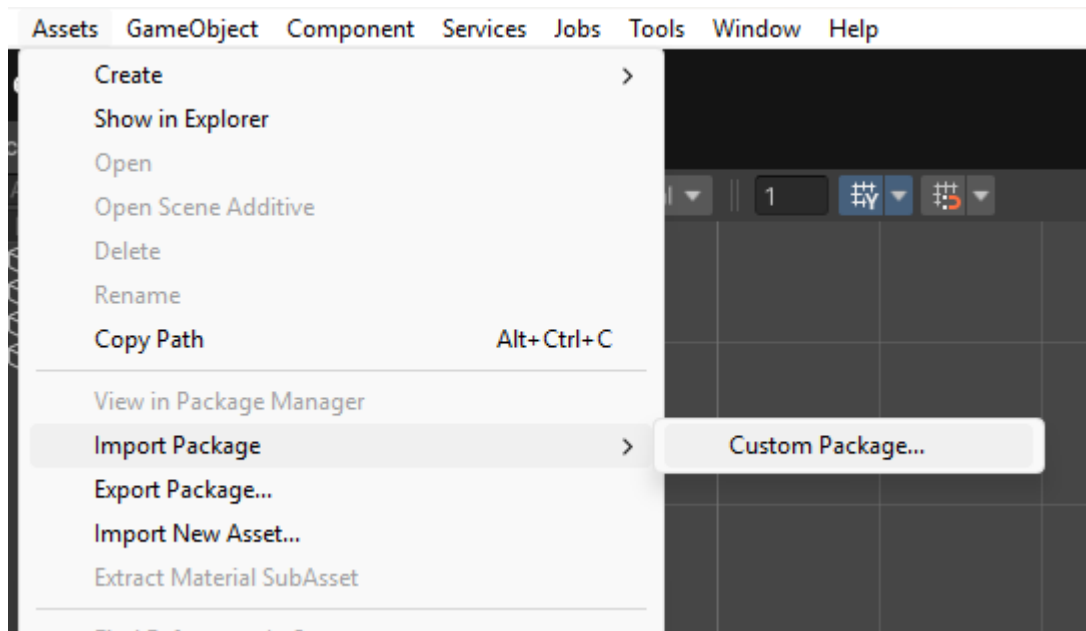 Assets GameObject Component Services Jobs Tools Window Help
Create
Show in Explorer
Open
Open Scene Additive
1
Delete
Rename
Copy Path Alt+Ctrl+C
View in Package Manager
Import Package
Custom Package...
Export Package...
Import New Asset...
Extract Material SubAsset